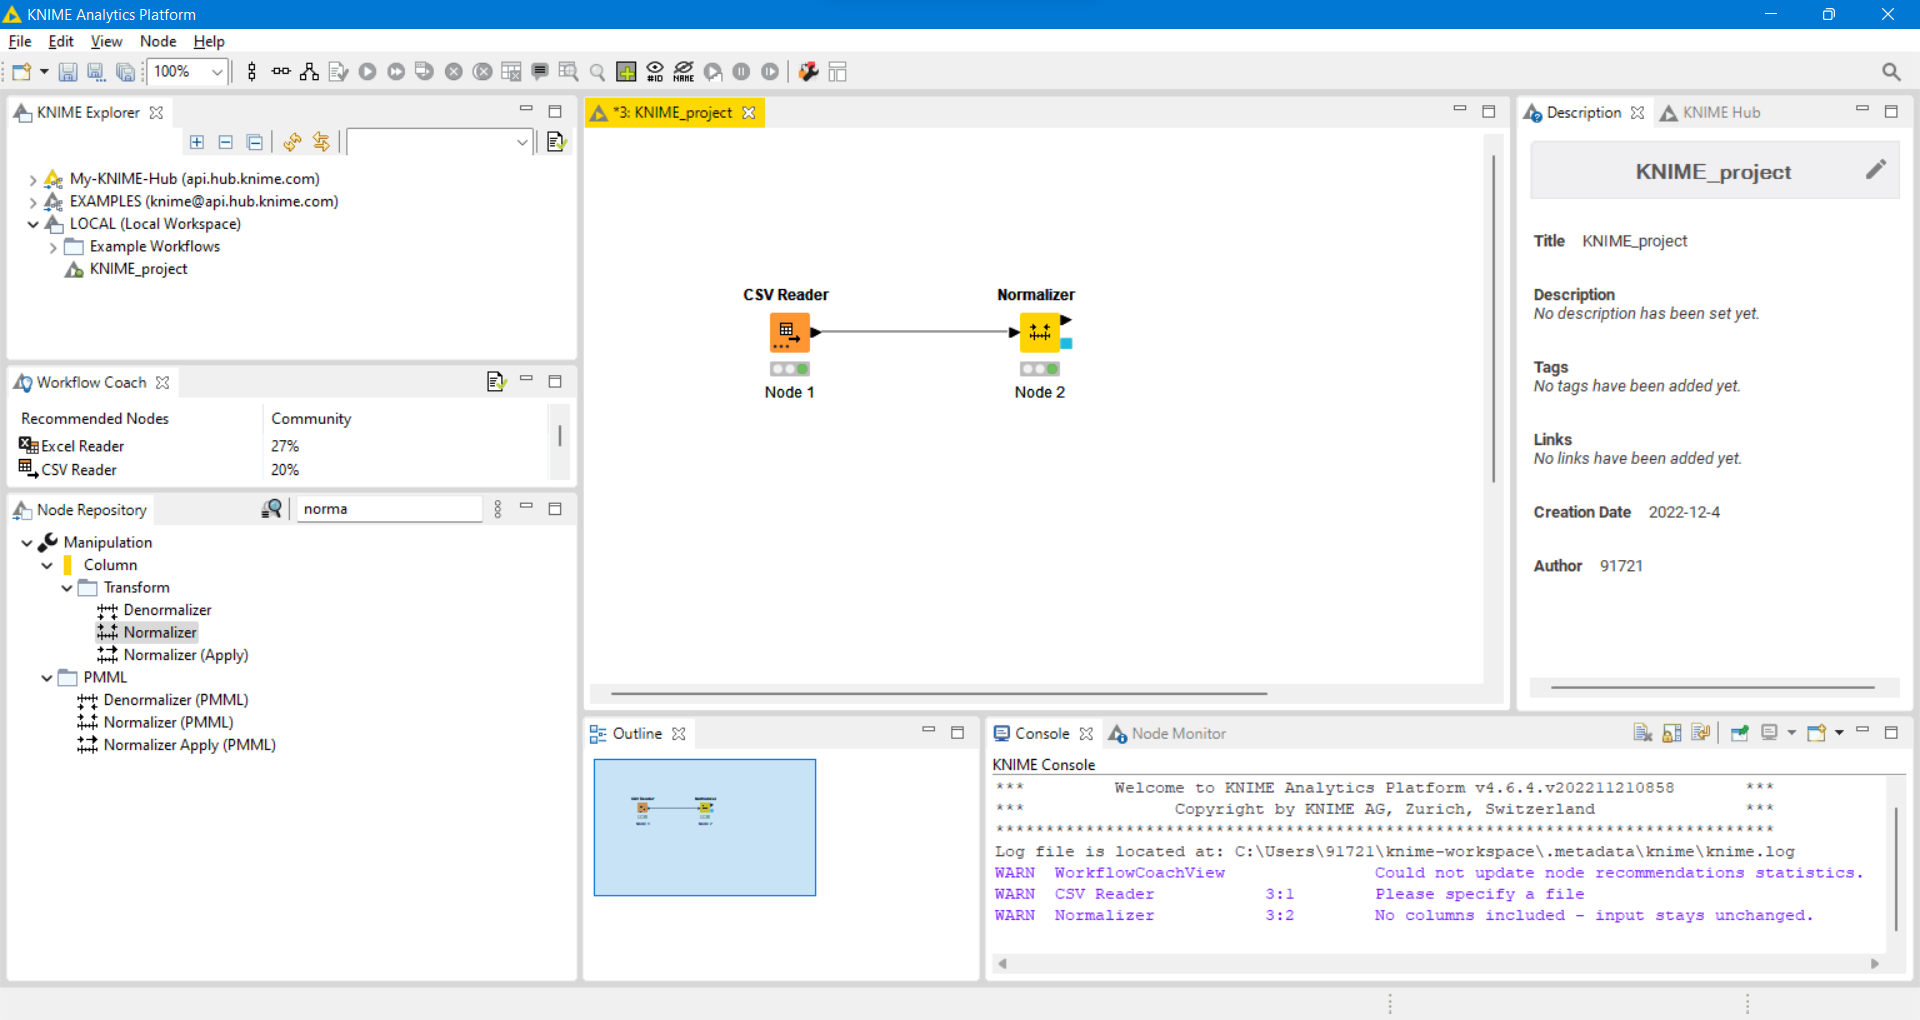 KNIME Analytics Platform
File Edit View Node Help
100%
#ID
NAME
KNIME Explorer
My-KNIME-Hub (api.hub.knime.com)
EXAMPLES (knime@api.hub.knime.com)
LOCAL (Local Workspace)
Example Workflows
KNIME_project
Workflow Coach
Recommended Nodes Community
Excel Reader 27%
CSV Reader 20%
Node Repository norma
Manipulation
Column
Transform
Denormalizer
Normalizer
Normalizer (Apply)
PMML
Denormalizer (PMML)
Normalizer (PMML)
Normalizer Apply (PMML)
*3: KNIME_project
CSV Reader Normalizer
Node 1 Node 2
Description KNIME Hub
KNIME_project
Title KNIME_project
Description
No description has been set yet.
Tags
No tags have been added yet.
Links
No links have been added yet.
Creation Date 2022-12-4
Author 91721
Outline
Console Node Monitor
KNIME Console
*** Welcome to KNIME Analytics Platform v4.6.4.v202211210858 ***
*** Copyright by KNIME AG, Zurich, Switzerland ***
******************************************************************************
Log file is located at: C:\Users\91721\knime-workspace\.metadata\knime\knime.log
WARN WorkflowCoachView Could not update node recommendations statistics.
WARN CSV Reader 3:1 Please specify a file
WARN Normalizer 3:2 No columns included - input stays unchanged.